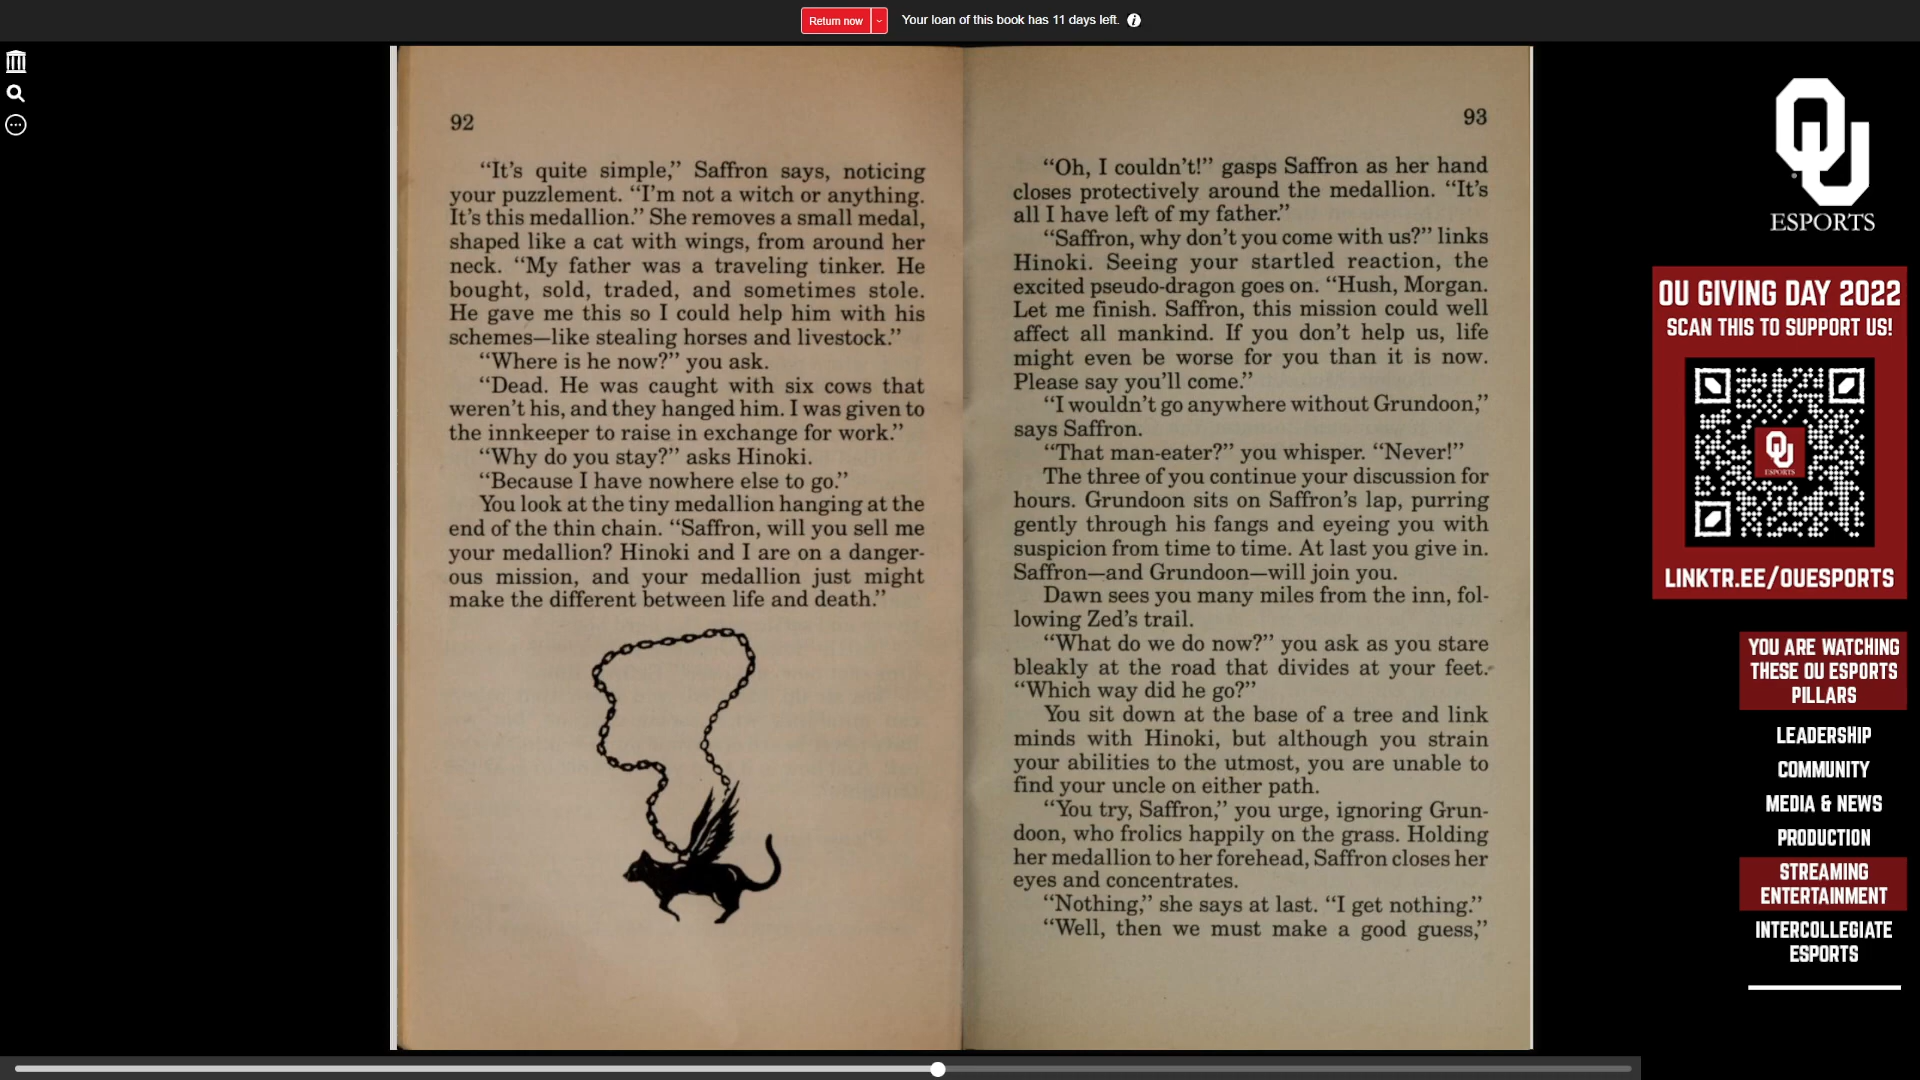 Return now
Your loan of this book has 11 days left.
92
“It’s quite simple,” Saffron says, noticing
your puzzlement. “I’m not a witch or anything.
It’s this medallion.” She removes a small medal,
shaped like a cat with wings, from around her
neck. “My father was a traveling tinker. He
bought, sold, traded, and sometimes stole.
He gave me this so I could help him with his
schemes—like stealing horses and livestock.”
“Where is he now?” you ask.
“Dead. He was caught with six cows that
weren’t his, and they hanged him. I was given to
the innkeeper to raise in exchange for work.”
“Why do you stay?” asks Hinoki.
“Because I have nowhere else to go.”
You look at the tiny medallion hanging at the
end of the thin chain. “Saffron, will you sell me
your medallion? Hinoki and I are on a danger-
ous mission, and your medallion just might
make the different between life and death.”
93
“Oh, I couldn’t!” gasps Saffron as her hand
closes protectively around the medallion. “It’s
all I have left of my father.”
“Saffron, why don’t you come with us?” links
Hinoki. Seeing your startled reaction, the
excited pseudo-dragon goes on. “Hush, Morgan.
Let me finish. Saffron, this mission could well
affect all mankind. If you don’t help us, life
might even be worse for you than it is now.
Please say you’ll come.”
“I wouldn’t go anywhere without Grundoon,”
says Saffron.
“That man-eater?” you whisper. “Never!”
The three of you continue your discussion for
hours. Grundoon sits on Saffron’s lap, purring
gently through his fangs and eyeing you with
suspicion from time to time. At last you give in.
Saffron—and Grundoon—will join you.
Dawn sees you many miles from the inn, fol-
lowing Zed’s trail.
“What do we do now?” you ask as you stare
bleakly at the road that divides at your feet.
“Which way did he go?”
You sit down at the base of a tree and link
minds with Hinoki, but although you strain
your abilities to the utmost, you are unable to
find your uncle on either path.
“You try, Saffron,” you urge, ignoring Grun-
doon, who frolics happily on the grass. Holding
her medallion to her forehead, Saffron closes her
eyes and concentrates.
“Nothing,” she says at last. “I get nothing.”
“Well, then we must make a good guess,”
OU
ESPORTS
OU GIVING DAY 2022
SCAN THIS TO SUPPORT US!
OU
ESPORTS
LINKTR.EE/OUESPORTS
YOU ARE WATCHING
THESE OU ESPORTS
PILLARS
LEADERSHIP
COMMUNITY
MEDIA & NEWS
PRODUCTION
STREAMING
ENTERTAINMENT
INTERCOLLEGIATE
ESPORTS